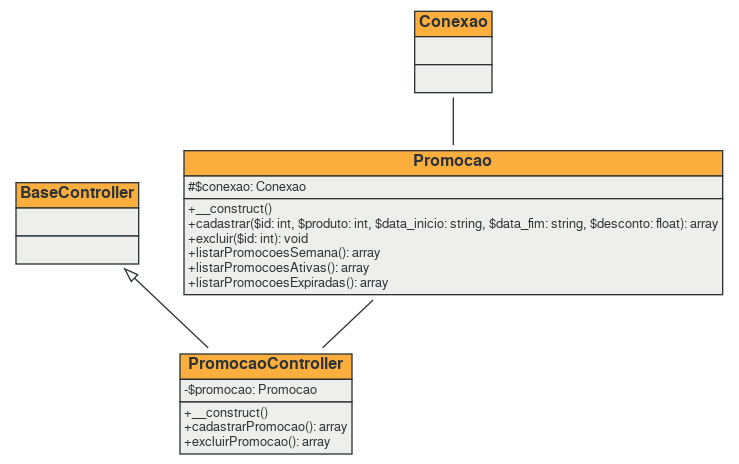 Conexao
Promocao
#$conexao: Conexao
+__construct()
+cadastrar($id: int, $produto: int, $data_inicio: string, $data_fim: string, $desconto: float): array
+excluir($id: int): void
+listarPromocoesSemana(): array
+listarPromocoesAtivas(): array
+listarPromocoesExpiradas(): array
BaseController
PromocaoController
-$promocao: Promocao
+__construct()
+cadastrarPromocao(): array
+excluirPromocao(): array